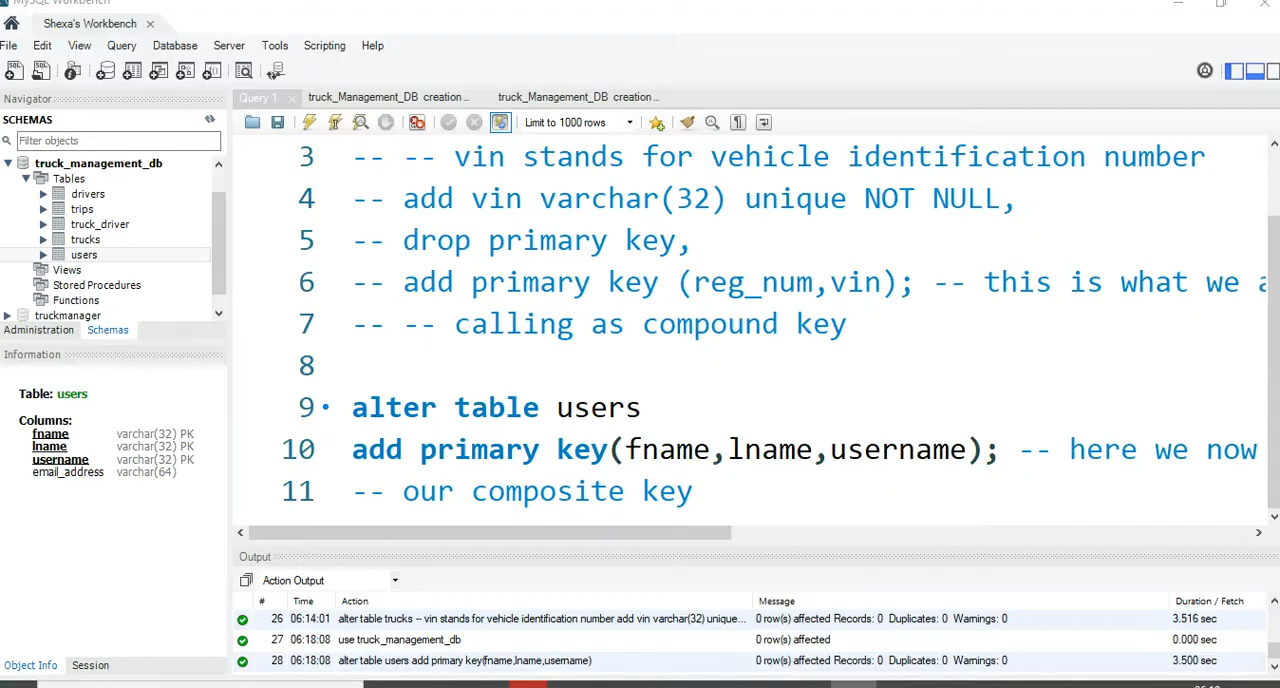 MySQL Workbench
Shexa's Workbench
File Edit View Query Database Server Tools Scripting Help
Navigator
Query 1 truck_Management_DB creation... truck_Management_DB creation...
SCHEMAS
Limit to 1000 rows
Filter objects
truck_management_db
Tables
drivers
trips
truck_driver
trucks
users
Views
Stored Procedures
Functions
truckmanager
Administration Schemas
Information
Table: users
Columns:
fname varchar(32) PK
lname varchar(32) PK
username varchar(32) PK
email_address varchar(64)
Object Info Session
3 -- -- vin stands for vehicle identification number
4 -- add vin varchar(32) unique NOT NULL,
5 -- drop primary key,
6 -- add primary key (reg_num,vin); -- this is what we a
7 -- -- calling as compound key
8
9 alter table users
10 add primary key(fname,lname,username); -- here we now
11 -- our composite key
Output
Action Output
# Time Action Message Duration / Fetch
26 06:14:01 alter table trucks -- vin stands for vehicle identification number add vin varchar(32) unique... 0 row(s) affected Records: 0 Duplicates: 0 Warnings: 0 3.516 sec
27 06:18:08 use truck_management_db 0 row(s) affected 0.000 sec
28 06:18:08 alter table users add primary key(fname,lname,username) 0 row(s) affected Records: 0 Duplicates: 0 Warnings: 0 3.500 sec